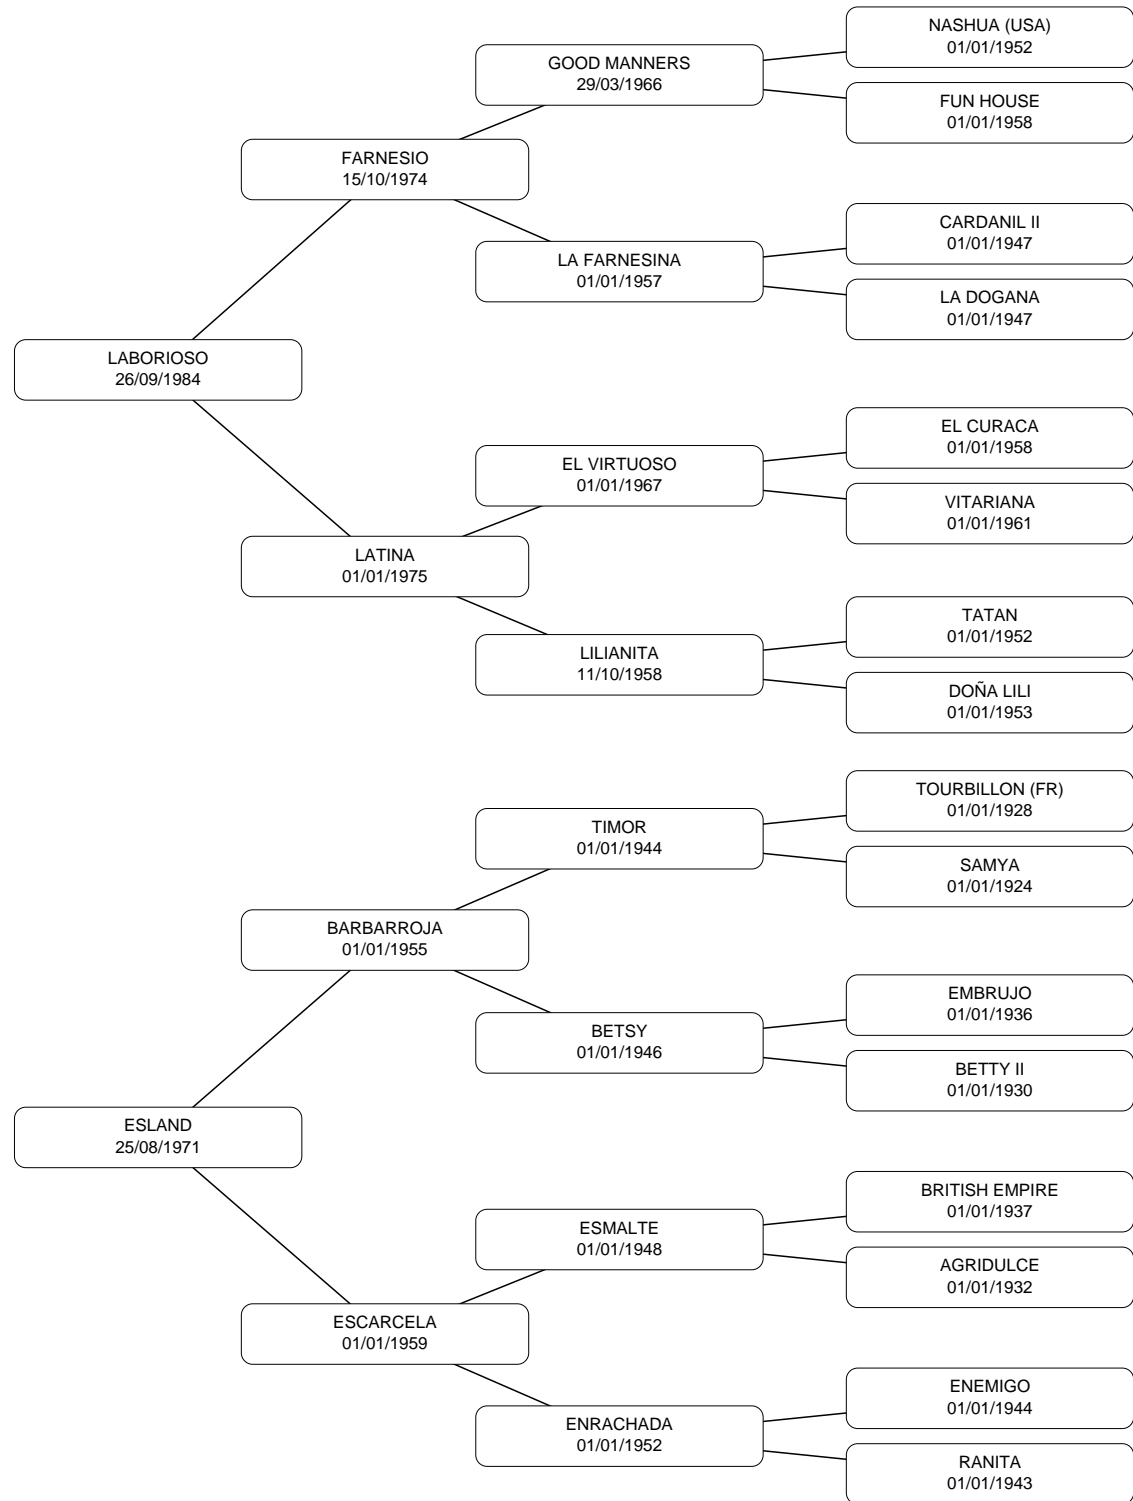 NASHUA (USA)
01/01/1952
GOOD MANNERS
29/03/1966
FUN HOUSE
01/01/1958
FARNESIO
15/10/1974
CARDANIL II
01/01/1947
LA FARNESINA
01/01/1957
LA DOGANA
01/01/1947
LABORIOSO
26/09/1984
EL CURACA
01/01/1958
EL VIRTUOSO
01/01/1967
VITARIANA
01/01/1961
LATINA
01/01/1975
TATAN
01/01/1952
LILIANITA
11/10/1958
DOÑA LILI
01/01/1953
TOURBILLON (FR)
01/01/1928
TIMOR
01/01/1944
SAMYA
01/01/1924
BARBARROJA
01/01/1955
EMBRUJO
01/01/1936
BETSY
01/01/1946
BETTY II
01/01/1930
ESLAND
25/08/1971
BRITISH EMPIRE
01/01/1937
ESMALTE
01/01/1948
AGRIDULCE
01/01/1932
ESCARCELA
01/01/1959
ENEMIGO
01/01/1944
ENRACHADA
01/01/1952
RANITA
01/01/1943